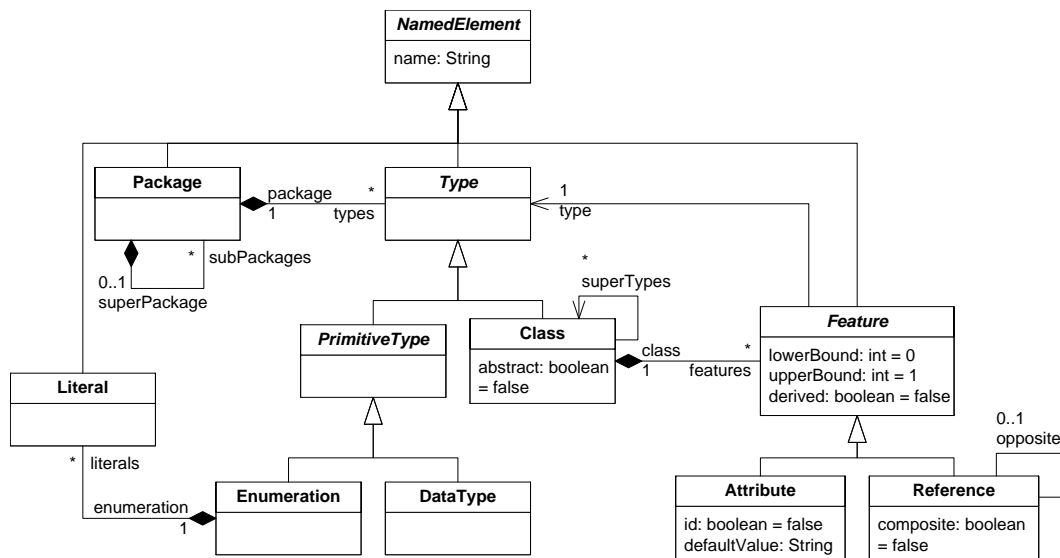 NamedElement
name: String
Package
package
1
*
types
Type
1
type
0..1
superPackage
*
subPackages
*
superTypes
PrimitiveType
Class
abstract: boolean
= false
class
1
*
features
Feature
lowerBound: int = 0
upperBound: int = 1
derived: boolean = false
Literal
*
literals
enumeration
1
Enumeration
DataType
Attribute
id: boolean = false
defaultValue: String
Reference
composite: boolean
= false
0..1
opposite